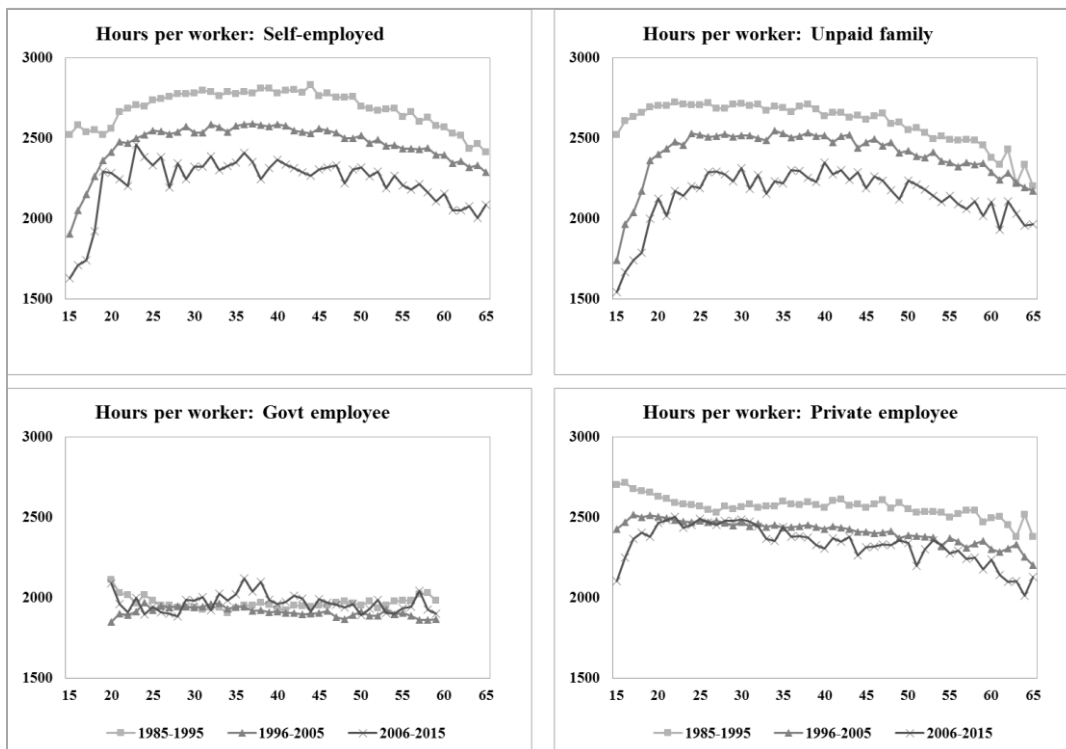 Hours per worker: Self-employed
3000
2500
2000
1500
15 20 25 30 35 40 45 50 55 60 65
Hours per worker: Unpaid family
3000
2500
2000
1500
15 20 25 30 35 40 45 50 55 60 65
Hours per worker: Govt employee
3000
2500
2000
1500
15 20 25 30 35 40 45 50 55 60 65
1985-1995 1996-2005 2006-2015
Hours per worker: Private employee
3000
2500
2000
1500
15 20 25 30 35 40 45 50 55 60 65
1985-1995 1996-2005 2006-2015